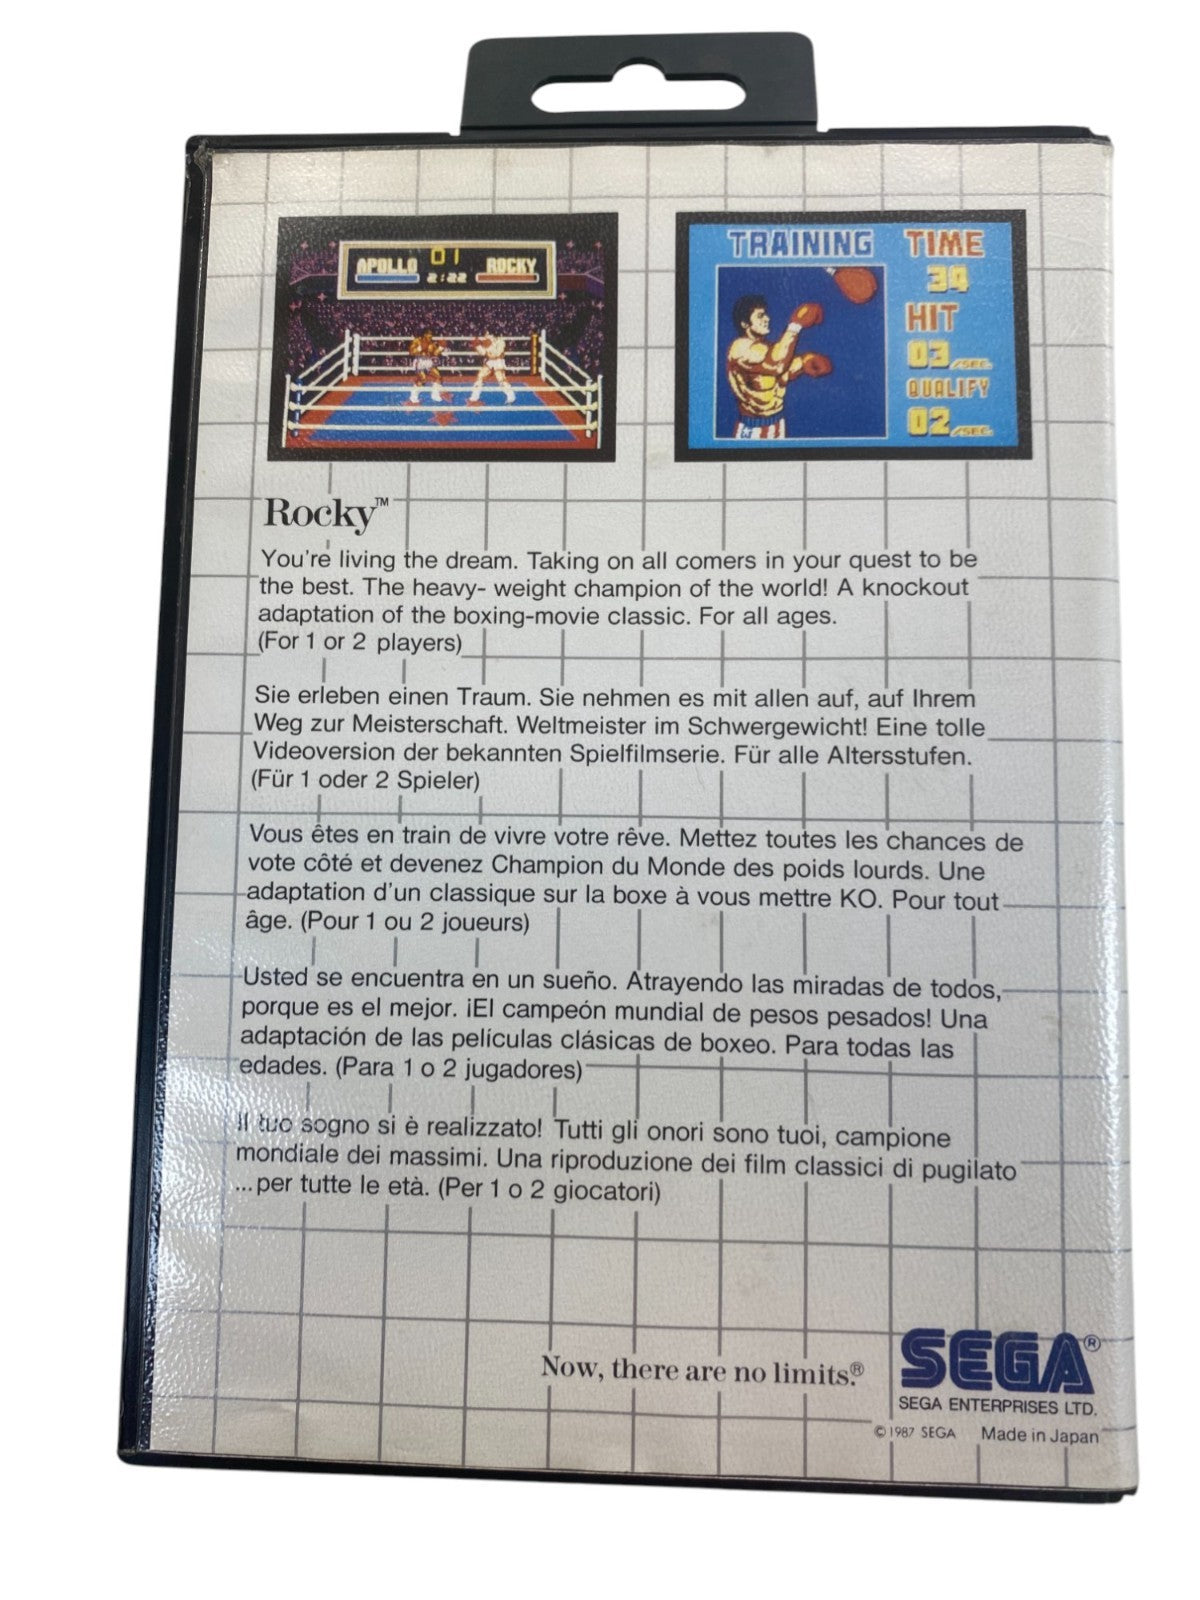 APOLLO 01 ROCKY
2:22
TRAINING TIME
34
HIT
03/SEC.
QUALIFY
02/SEC.
Rocky™
You're living the dream. Taking on all comers in your quest to be
the best. The heavy- weight champion of the world! A knockout
adaptation of the boxing-movie classic. For all ages.
(For 1 or 2 players)
Sie erleben einen Traum. Sie nehmen es mit allen auf, auf Ihrem
Weg zur Meisterschaft. Weltmeister im Schwergewicht! Eine tolle
Videoversion der bekannten Spielfilmserie. Für alle Altersstufen.
(Für 1 oder 2 Spieler)
Vous êtes en train de vivre votre rêve. Mettez toutes les chances de
vote côté et devenez Champion du Monde des poids lourds. Une
adaptation d'un classique sur la boxe à vous mettre KO. Pour tout
âge. (Pour 1 ou 2 joueurs)
Usted se encuentra en un sueño. Atrayendo las miradas de todos,
porque es el mejor. ¡El campeón mundial de pesos pesados! Una
adaptación de las películas clásicas de boxeo. Para todas las
edades. (Para 1 o 2 jugadores)
Il tuo sogno si è realizzato! Tutti gli onori sono tuoi, campione
mondiale dei massimi. Una riproduzione dei film classici di pugilato
...per tutte le età. (Per 1 o 2 giocatori)
Now, there are no limits.®
SEGA®
SEGA ENTERPRISES LTD.
©1987 SEGA Made in Japan